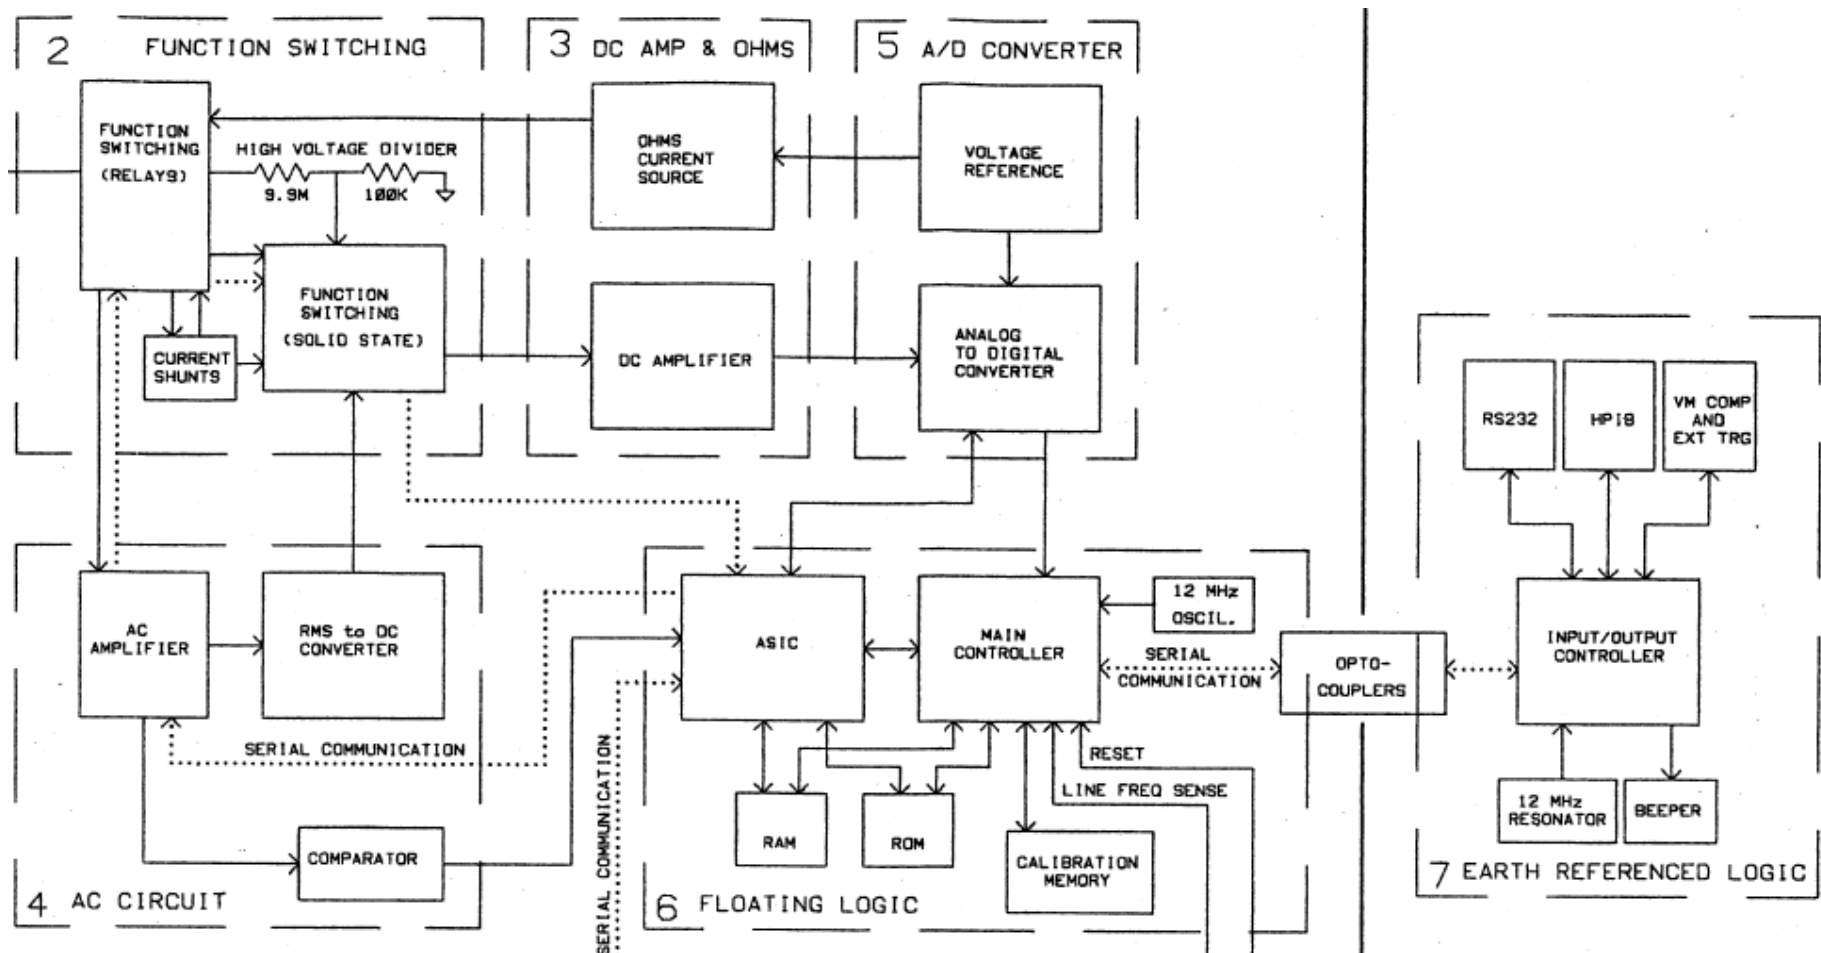 2 FUNCTION SWITCHING
FUNCTION
SWITCHING
(RELAYS)
HIGH VOLTAGE DIVIDER
9.9M
100K
FUNCTION
SWITCHING
(SOLID STATE)
CURRENT
SHUNTS
3 DC AMP & OHMS
OHMS
CURRENT
SOURCE
DC AMPLIFIER
5 A/D CONVERTER
VOLTAGE
REFERENCE
ANALOG
TO DIGITAL
CONVERTER
AC
AMPLIFIER
RMS to DC
CONVERTER
SERIAL COMMUNICATION
COMPARATOR
4 AC CIRCUIT
SERIAL COMMUNICATION
ASIC
MAIN
CONTROLLER
12 MHz
OSCIL.
SERIAL
COMMUNICATION
RESET
LINE FREQ SENSE
RAM
ROM
CALIBRATION
MEMORY
6 FLOATING LOGIC
OPTO-
COUPLERS
RS232
HPIB
VM COMP
AND
EXT TRG
INPUT/OUTPUT
CONTROLLER
12 MHz
RESONATOR
BEEPER
7 EARTH REFERENCED LOGIC